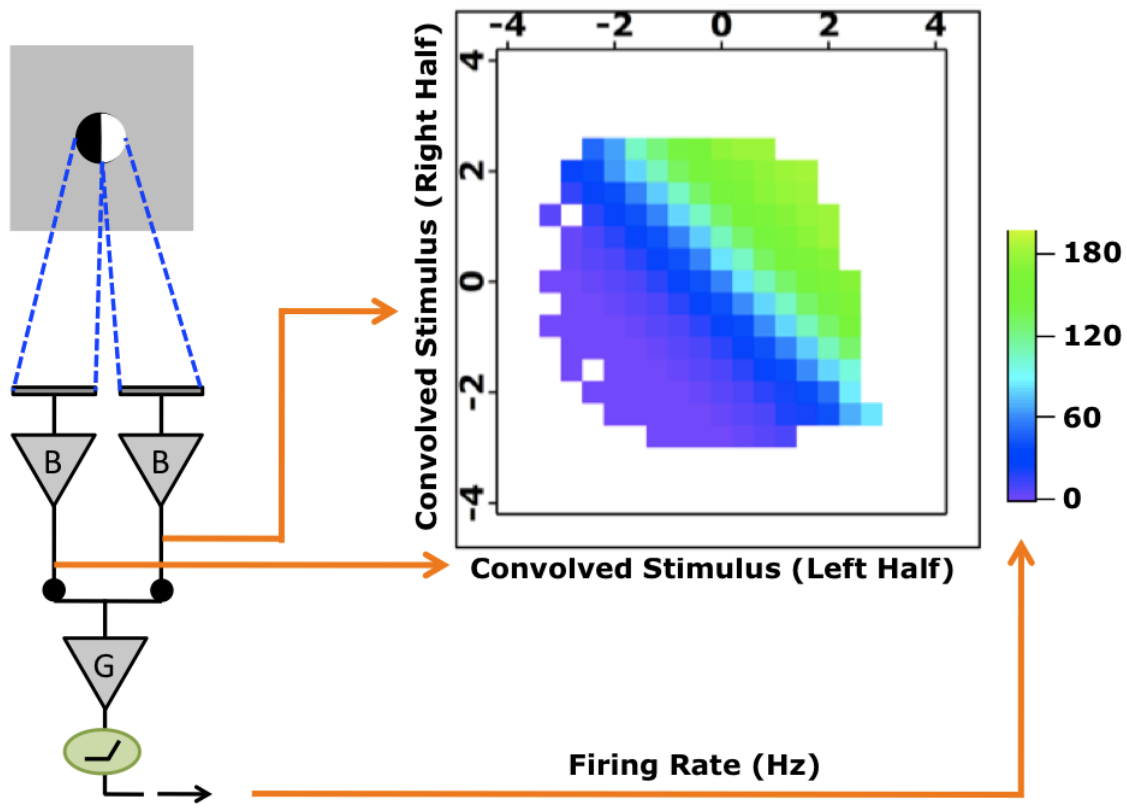 -4 -2 0 2 4
Convolved Stimulus (Right Half)
4
2
0
-2
-4
180
120
60
0
B B
Convolved Stimulus (Left Half)
G
Firing Rate (Hz)